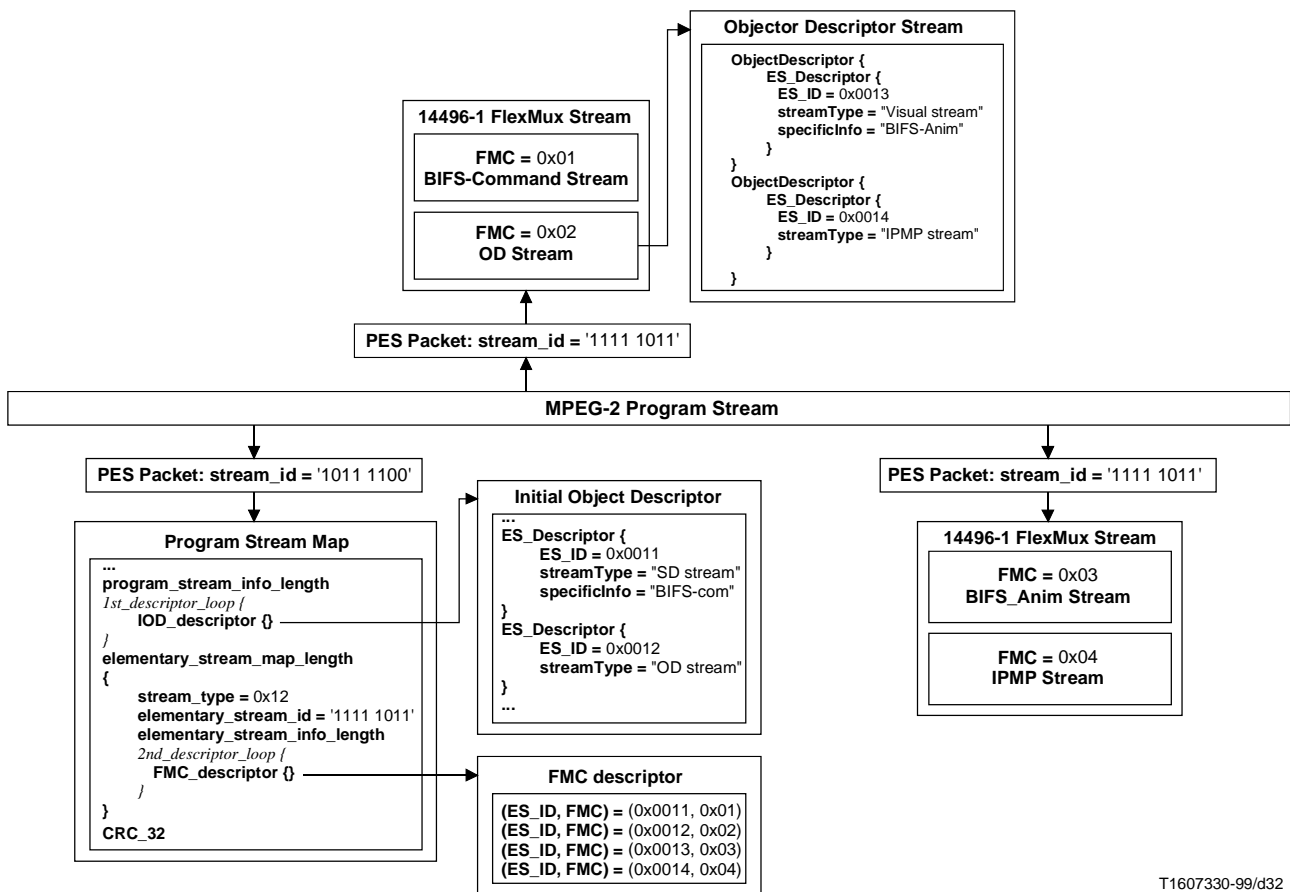 Objector Descriptor Stream
ObjectDescriptor {
ES_Descriptor {
ES_ID = 0x0013
streamType = "Visual stream"
specificInfo = "BIFS-Anim"
}
}
ObjectDescriptor {
ES_Descriptor {
ES_ID = 0x0014
streamType = "IPMP stream"
}
}
14496-1 FlexMux Stream
FMC = 0x01
BIFS-Command Stream
FMC = 0x02
OD Stream
PES Packet: stream_id = '1111 1011'
MPEG-2 Program Stream
PES Packet: stream_id = '1011 1100'
Program Stream Map
...
program_stream_info_length
1st_descriptor_loop {
IOD_descriptor {}
}
elementary_stream_map_length
{
stream_type = 0x12
elementary_stream_id = '1111 1011'
elementary_stream_info_length
2nd_descriptor_loop {
FMC_descriptor {}
}
}
CRC_32
Initial Object Descriptor
...
ES_Descriptor {
ES_ID = 0x0011
streamType = "SD stream"
specificInfo = "BIFS-com"
}
ES_Descriptor {
ES_ID = 0x0012
streamType = "OD stream"
}
...
FMC descriptor
(ES_ID, FMC) = (0x0011, 0x01)
(ES_ID, FMC) = (0x0012, 0x02)
(ES_ID, FMC) = (0x0013, 0x03)
(ES_ID, FMC) = (0x0014, 0x04)
PES Packet: stream_id = '1111 1011'
14496-1 FlexMux Stream
FMC = 0x03
BIFS_Anim Stream
FMC = 0x04
IPMP Stream
T1607330-99/d32